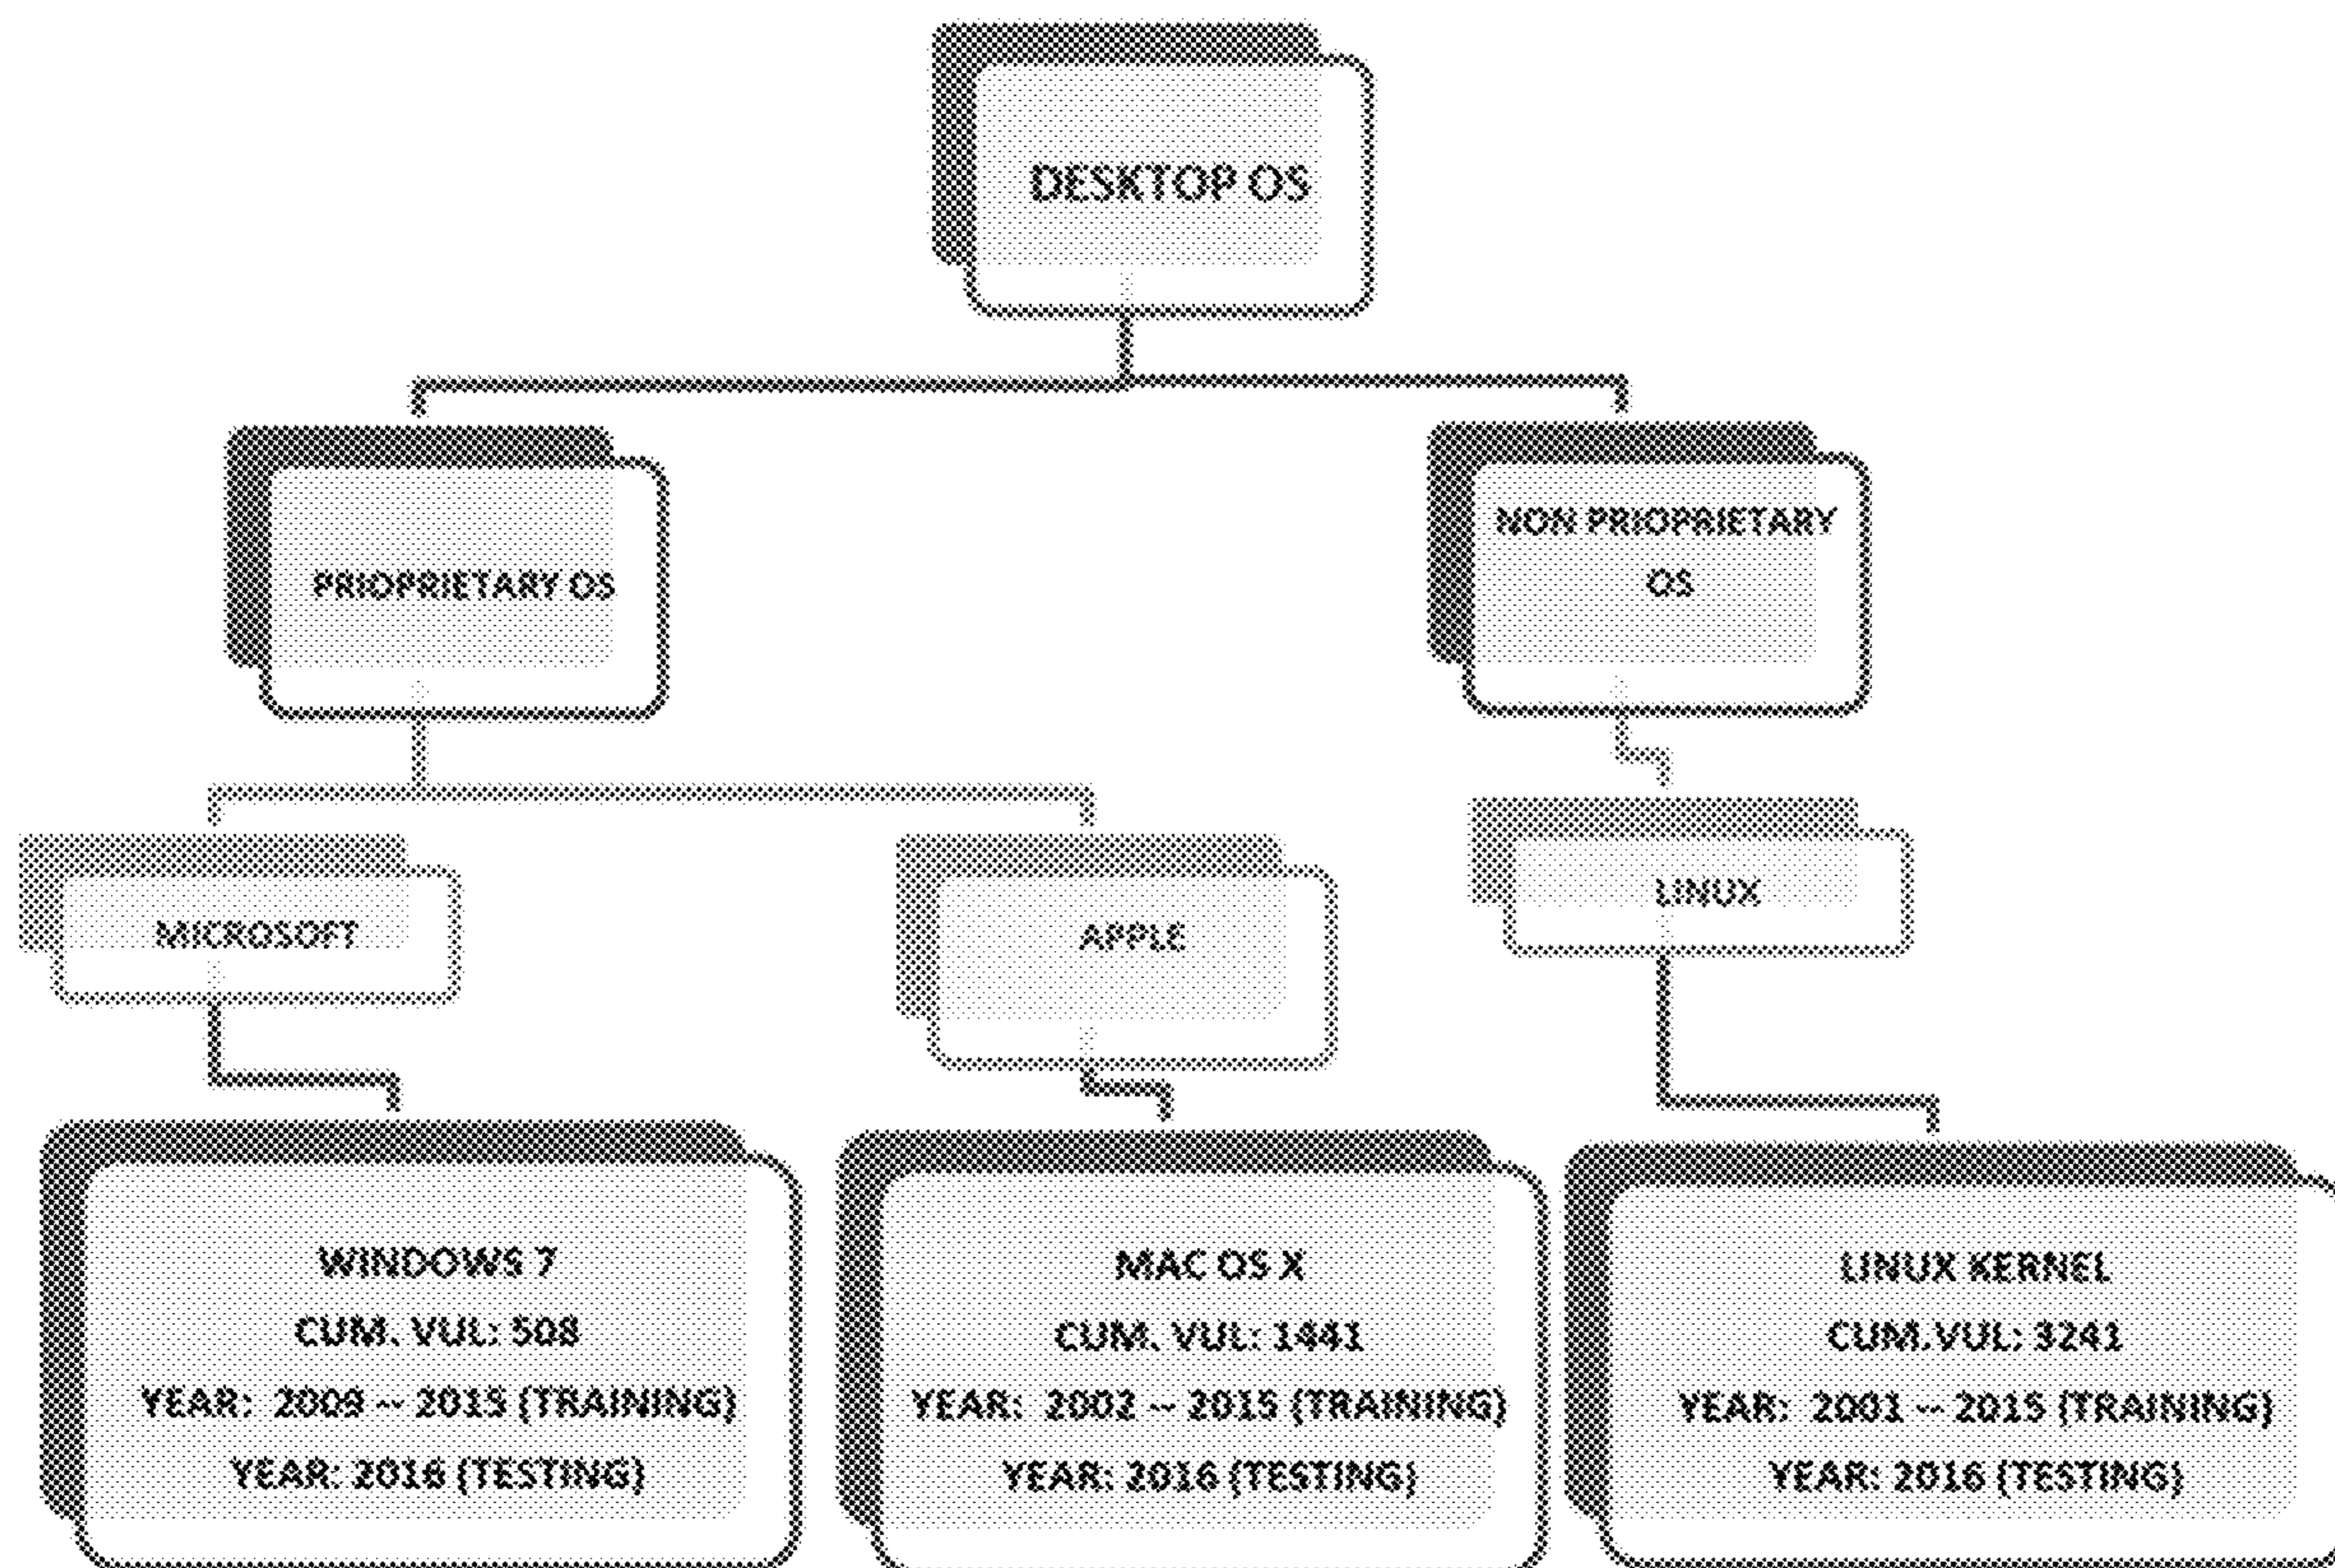 DESKTOP OS
PRIOPRIETARY OS
NON PRIOPRIETARY
OS
MICROSOFT
APPLE
LINUX
WINDOWS 7
CUM. VUL: 508
YEAR: 2009 -- 2015 (TRAINING)
YEAR: 2016 (TESTING)
MAC OS X
CUM. VUL: 1441
YEAR: 2002 -- 2015 (TRAINING)
YEAR: 2016 (TESTING)
LINUX KERNEL
CUM.VUL: 3241
YEAR: 2001 -- 2015 (TRAINING)
YEAR: 2016 (TESTING)